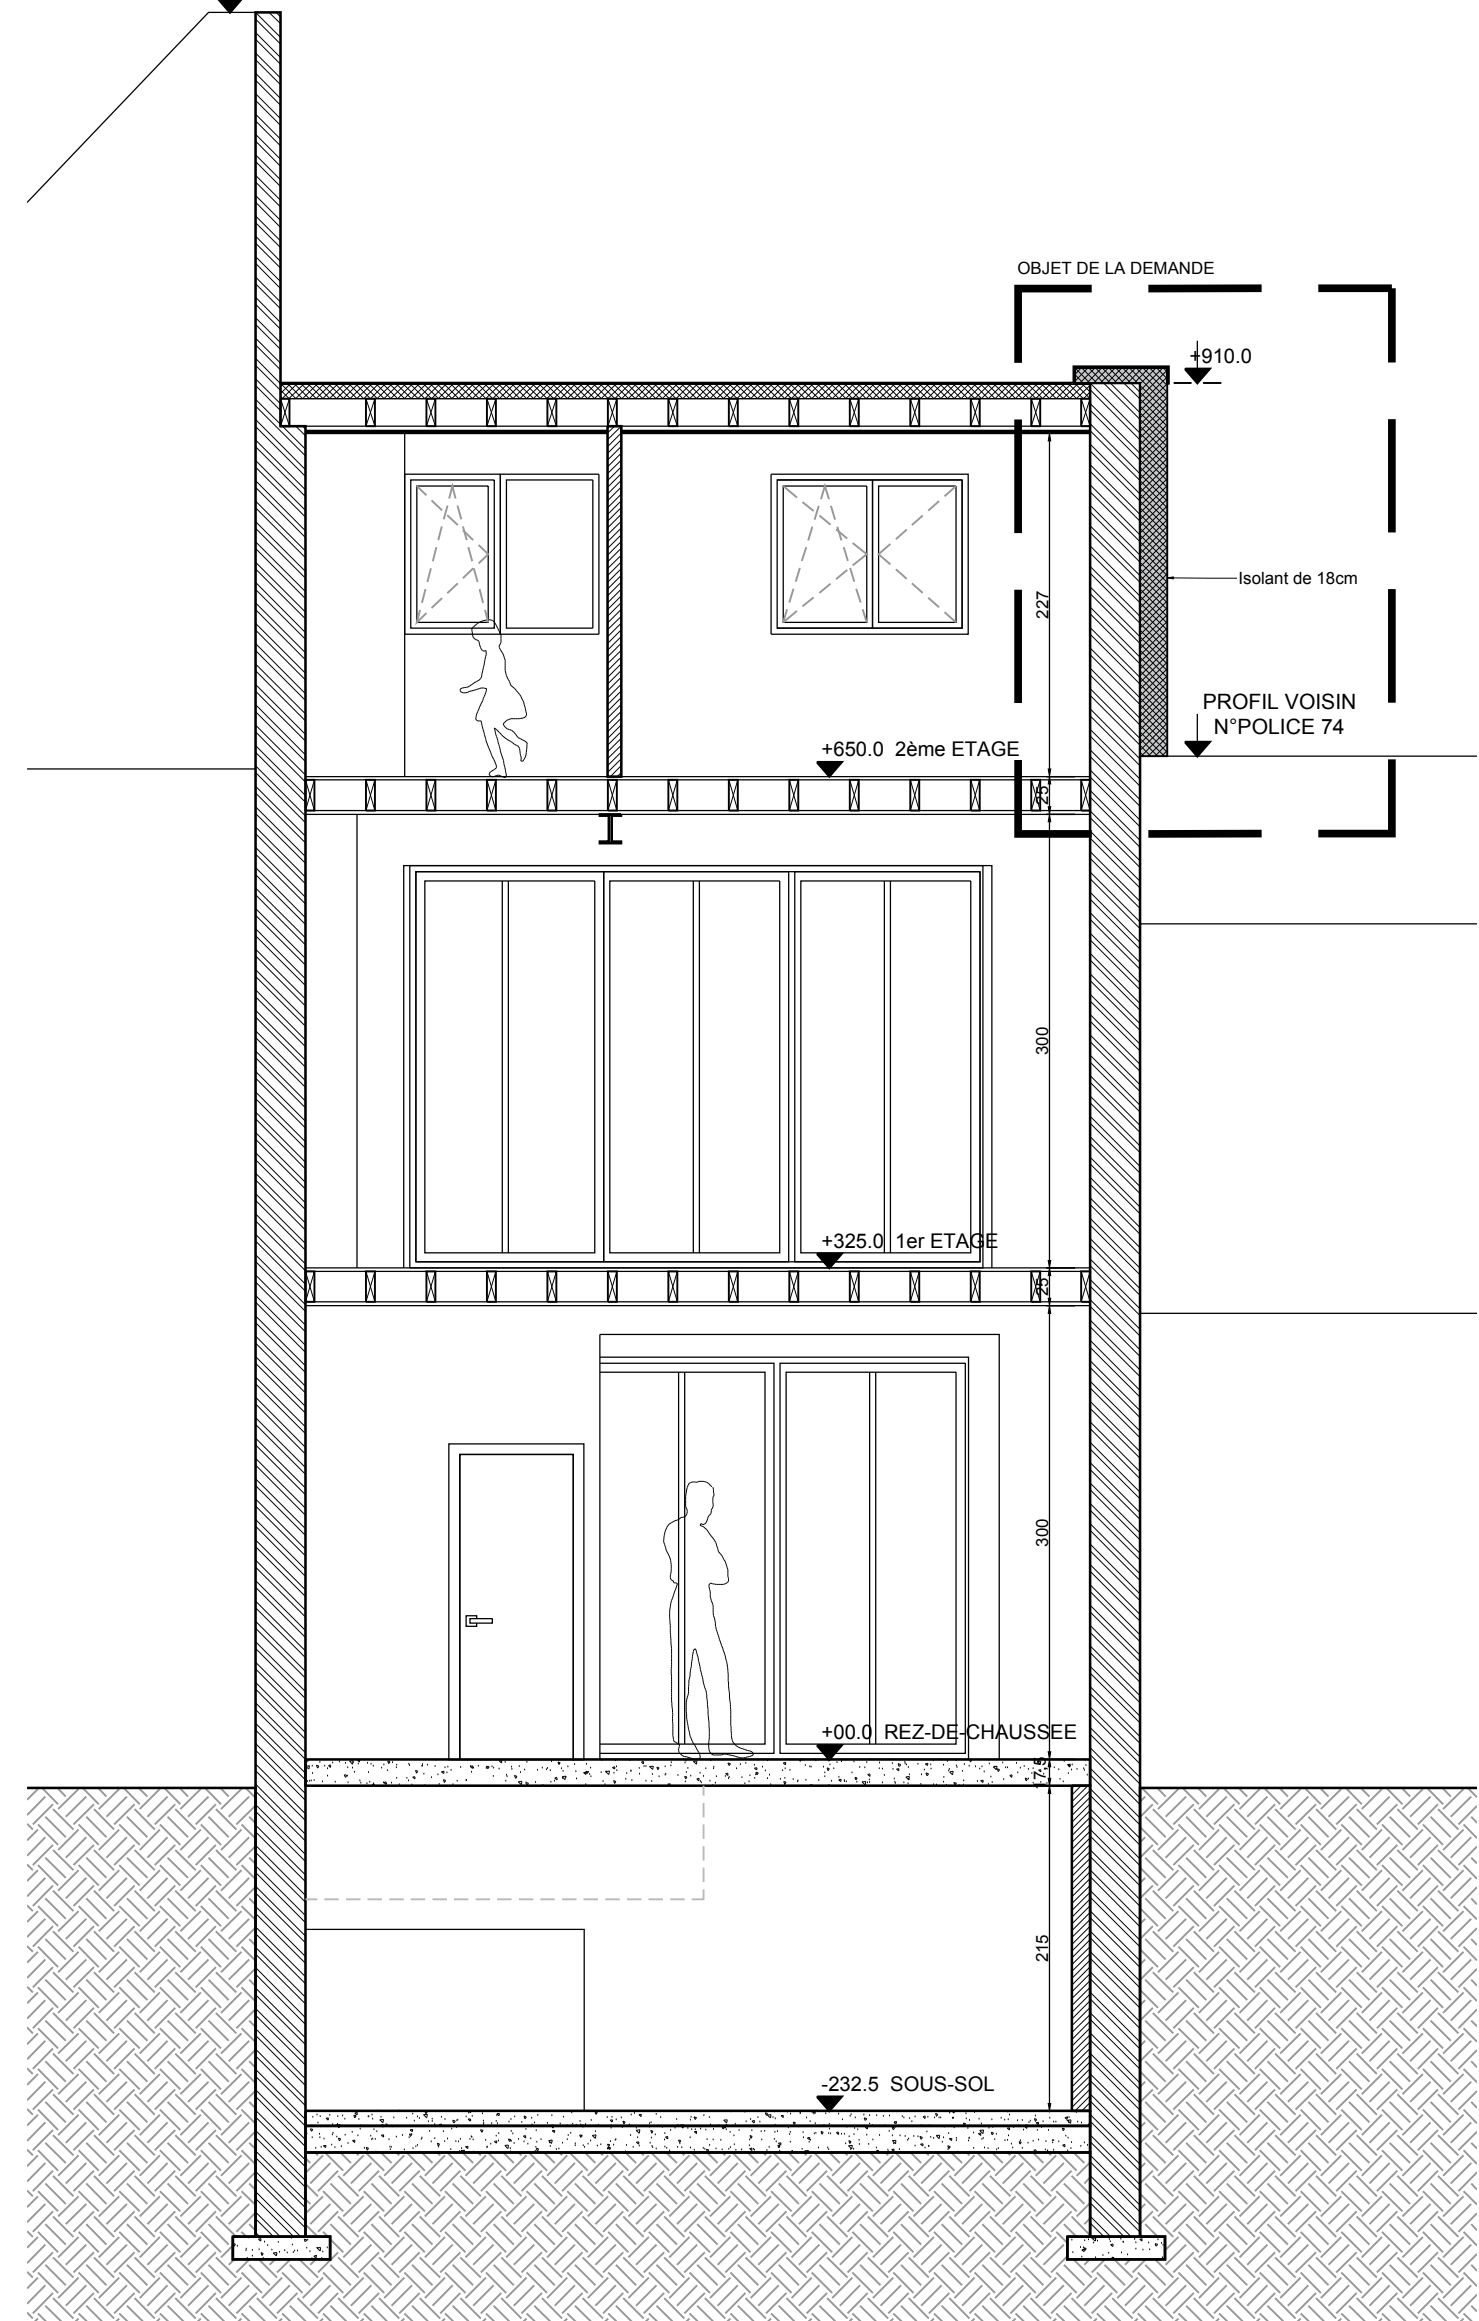 OBJET DE LA DEMANDE
+910.0
Isolant de 18cm
227
PROFIL VOISIN
N°POLICE 74
+650.0 2ème ETAGE
25
300
+325.0 1er ETAGE
25
300
+00.0 REZ-DE-CHAUSSEE
17.5
215
-232.5 SOUS-SOL